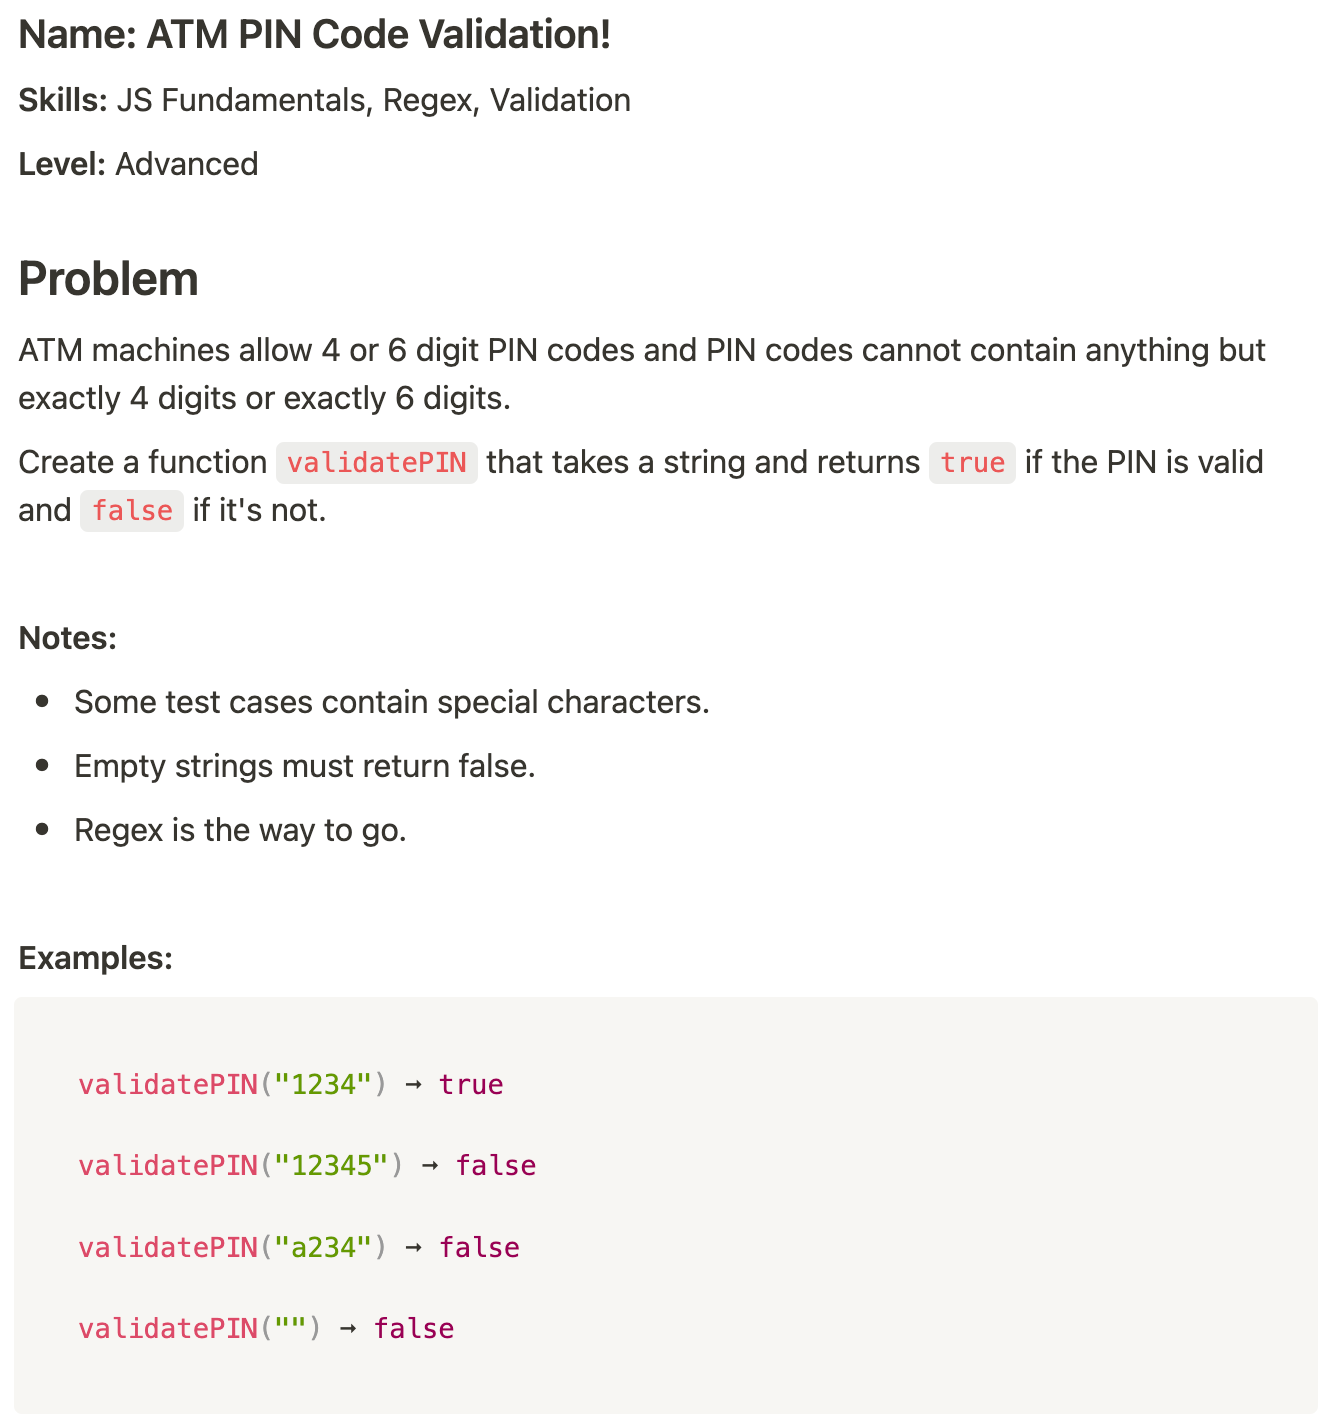 Name: ATM PIN Code Validation!
Skills: JS Fundamentals, Regex, Validation
Level: Advanced
Problem
ATM machines allow 4 or 6 digit PIN codes and PIN codes cannot contain anything but
exactly 4 digits or exactly 6 digits.
Create a function validatePIN that takes a string and returns true if the PIN is valid
and false if it's not.
Notes:
• Some test cases contain special characters.
• Empty strings must return false.
• Regex is the way to go.
Examples:
validatePIN("1234") → true
validatePIN("12345") → false
validatePIN("a234") → false
validatePIN("") → false